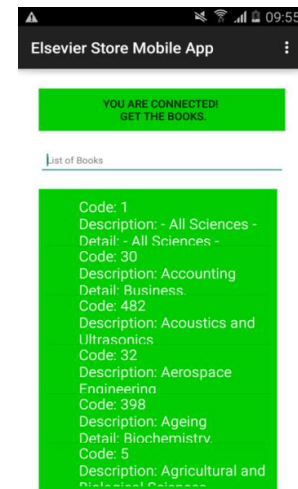 09:55
Elsevier Store Mobile App
YOU ARE CONNECTED!
GET THE BOOKS.
List of Books
Code: 1
Description: - All Sciences -
Detail: - All Sciences -
Code: 30
Description: Accounting
Detail: Business,
Code: 482
Description: Acoustics and
Ultrasonics
Code: 32
Description: Aerospace
Engineering
Code: 398
Description: Ageing
Detail: Biochemistry,
Code: 5
Description: Agricultural and
Biological Sciences